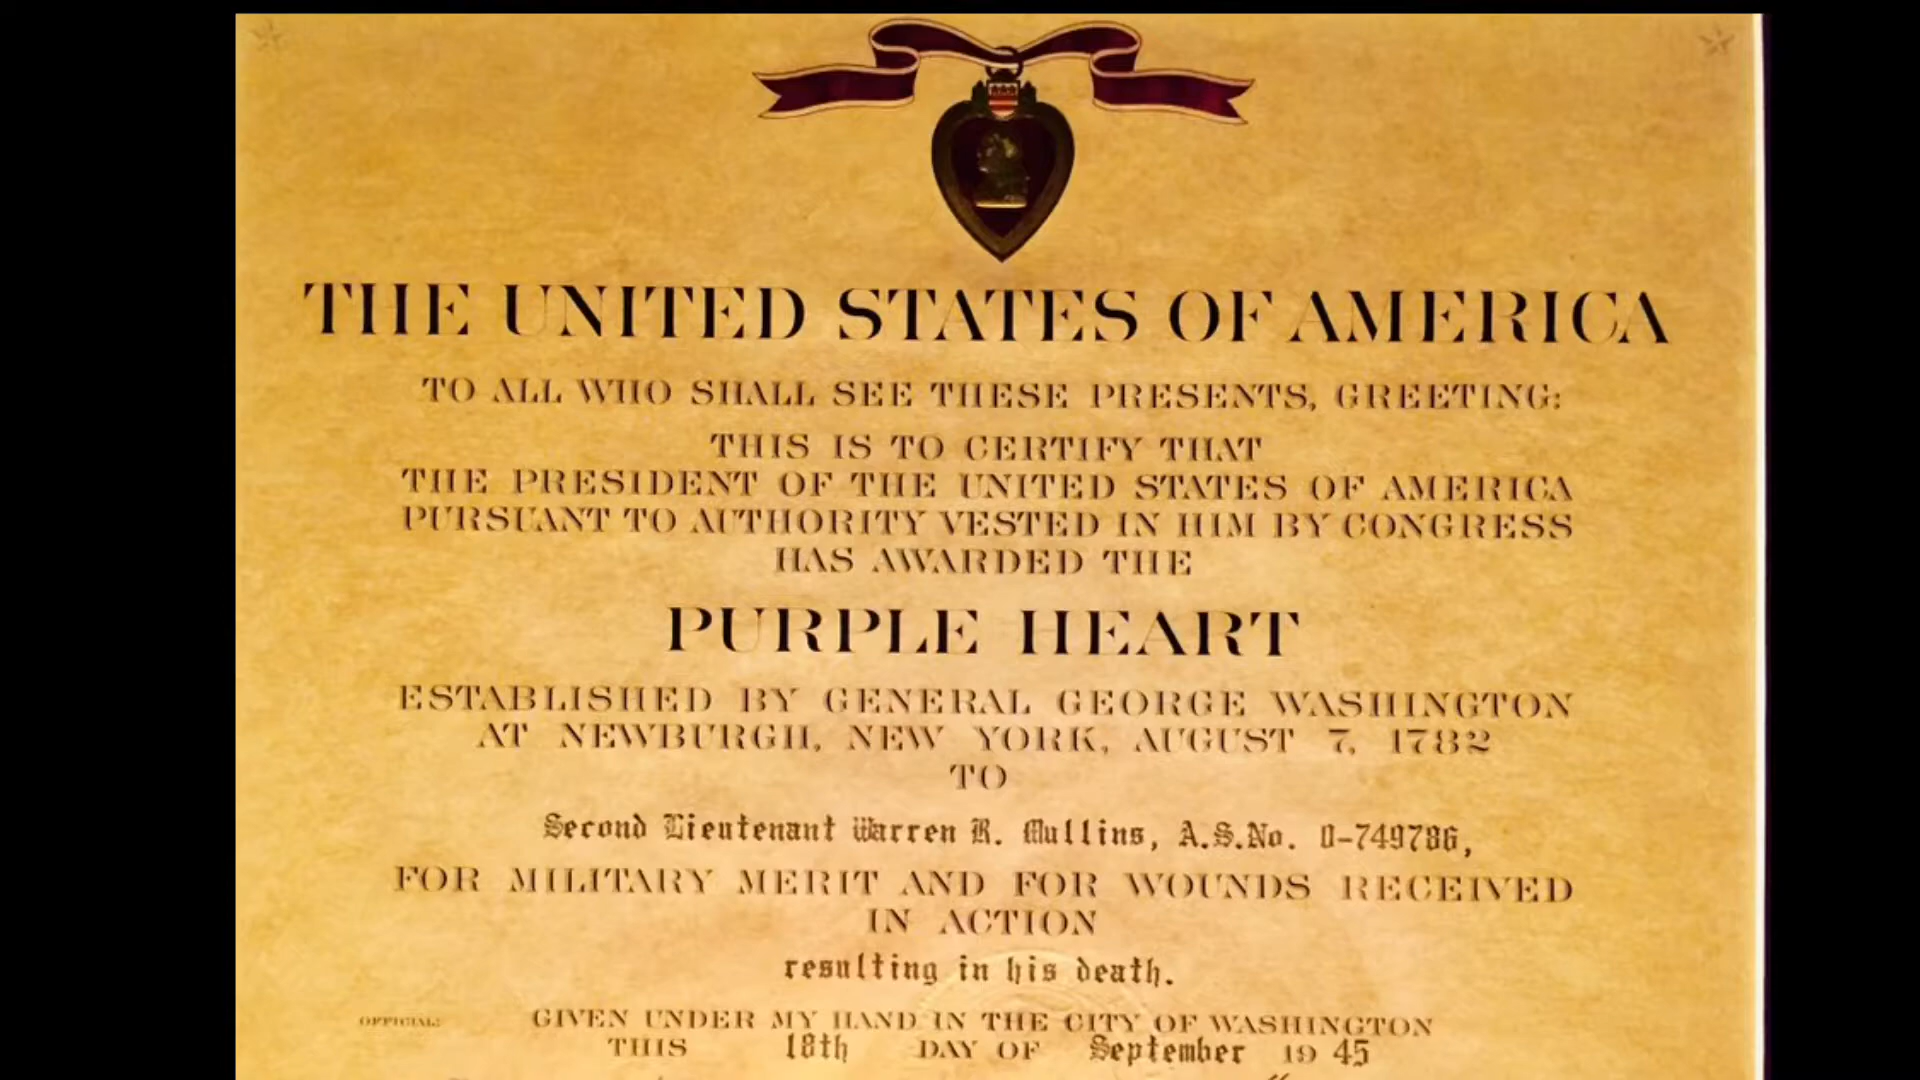 THE UNITED STATES OF AMERICA
TO ALL WHO SHALL SEE THESE PRESENTS, GREETING:
THIS IS TO CERTIFY THAT
THE PRESIDENT OF THE UNITED STATES OF AMERICA
PURSUANT TO AUTHORITY VESTED IN HIM BY CONGRESS
HAS AWARDED THE
PURPLE HEART
ESTABLISHED BY GENERAL GEORGE WASHINGTON
AT NEWBURGH, NEW YORK, AUGUST 7, 1782
TO
Second Lieutenant Warren R. Mullins, A.S.No. O-749786,
FOR MILITARY MERIT AND FOR WOUNDS RECEIVED
IN ACTION
resulting in his death.
OFFICIAL: GIVEN UNDER MY HAND IN THE CITY OF WASHINGTON
THIS 18th DAY OF September 1945